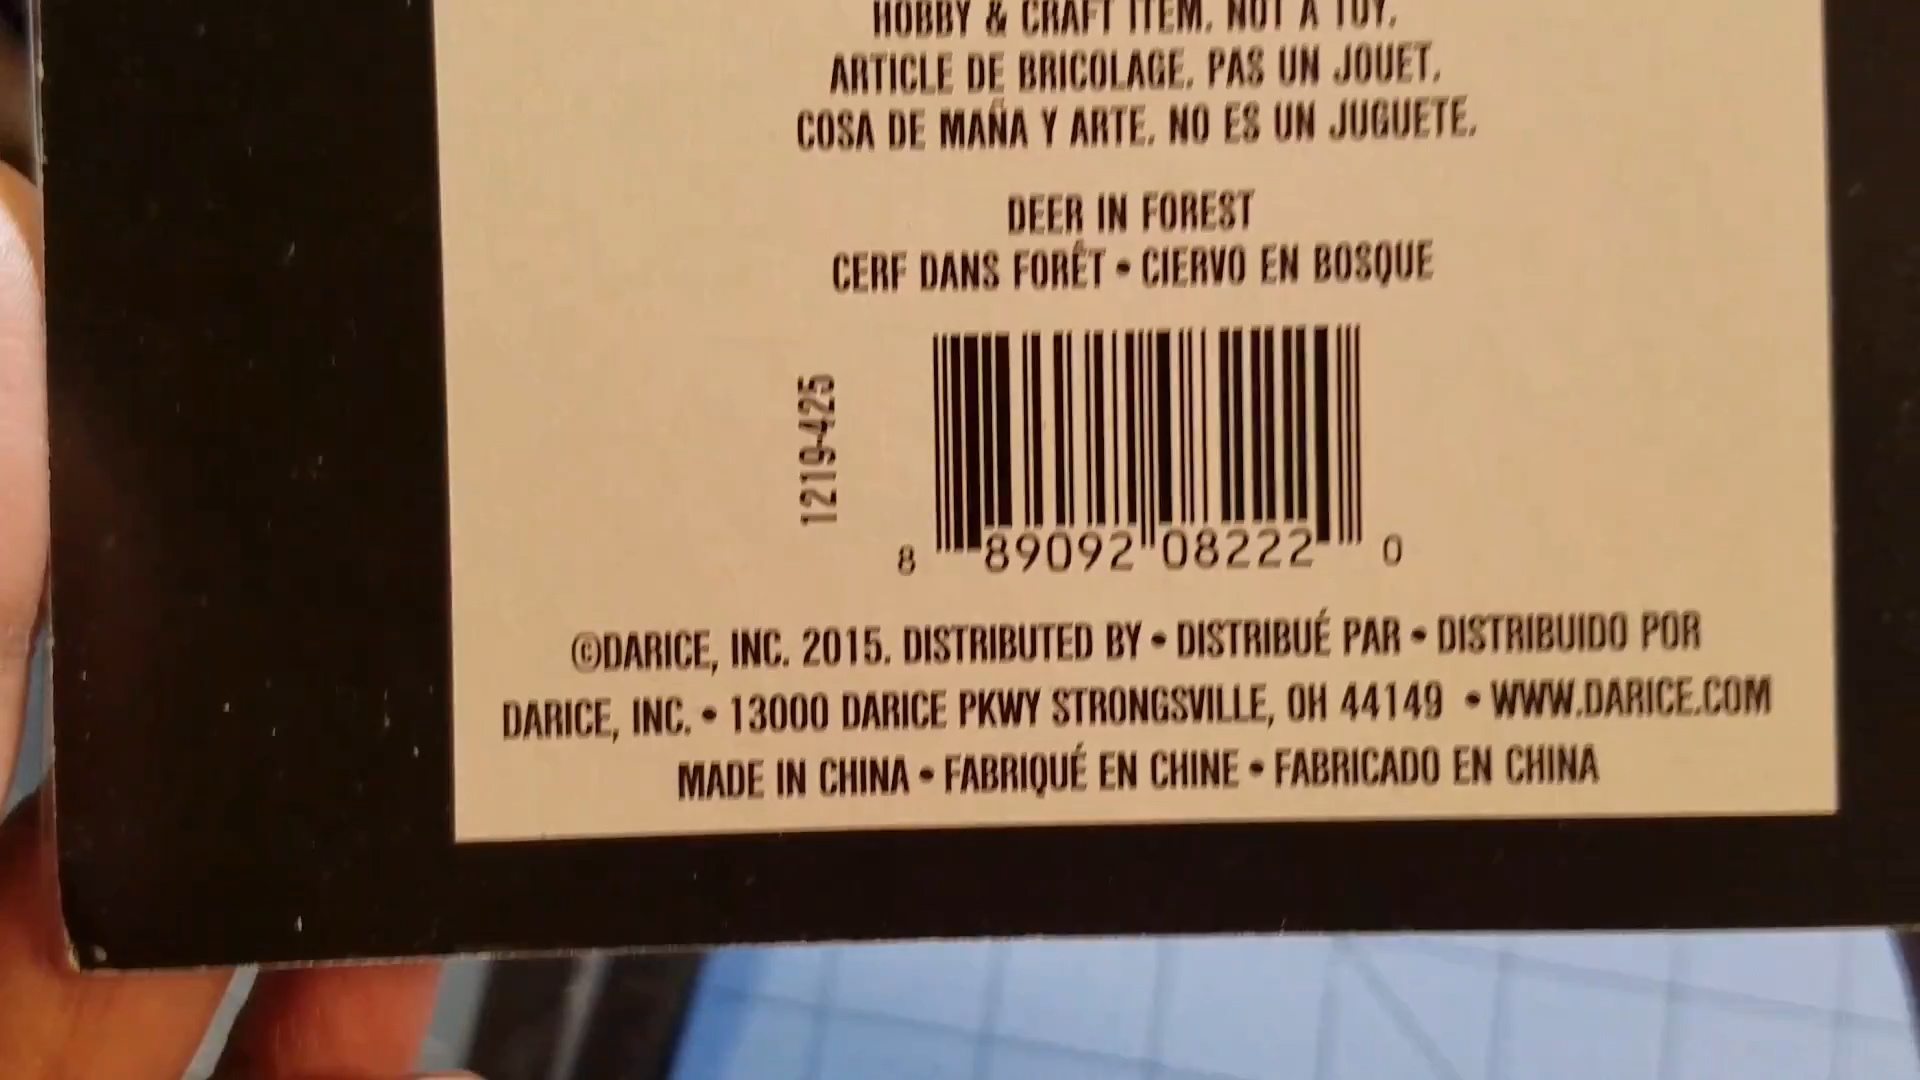 HOBBY & CRAFT ITEM. NOT A TOY.
ARTICLE DE BRICOLAGE. PAS UN JOUET.
COSA DE MAÑA Y ARTE. NO ES UN JUGUETE.
DEER IN FOREST
CERF DANS FORÊT • CIERVO EN BOSQUE
1219-425
8 89092 08222 0
©DARICE, INC. 2015. DISTRIBUTED BY • DISTRIBUÉ PAR • DISTRIBUIDO POR
DARICE, INC. • 13000 DARICE PKWY STRONGSVILLE, OH 44149 • WWW.DARICE.COM
MADE IN CHINA • FABRIQUÉ EN CHINE • FABRICADO EN CHINA